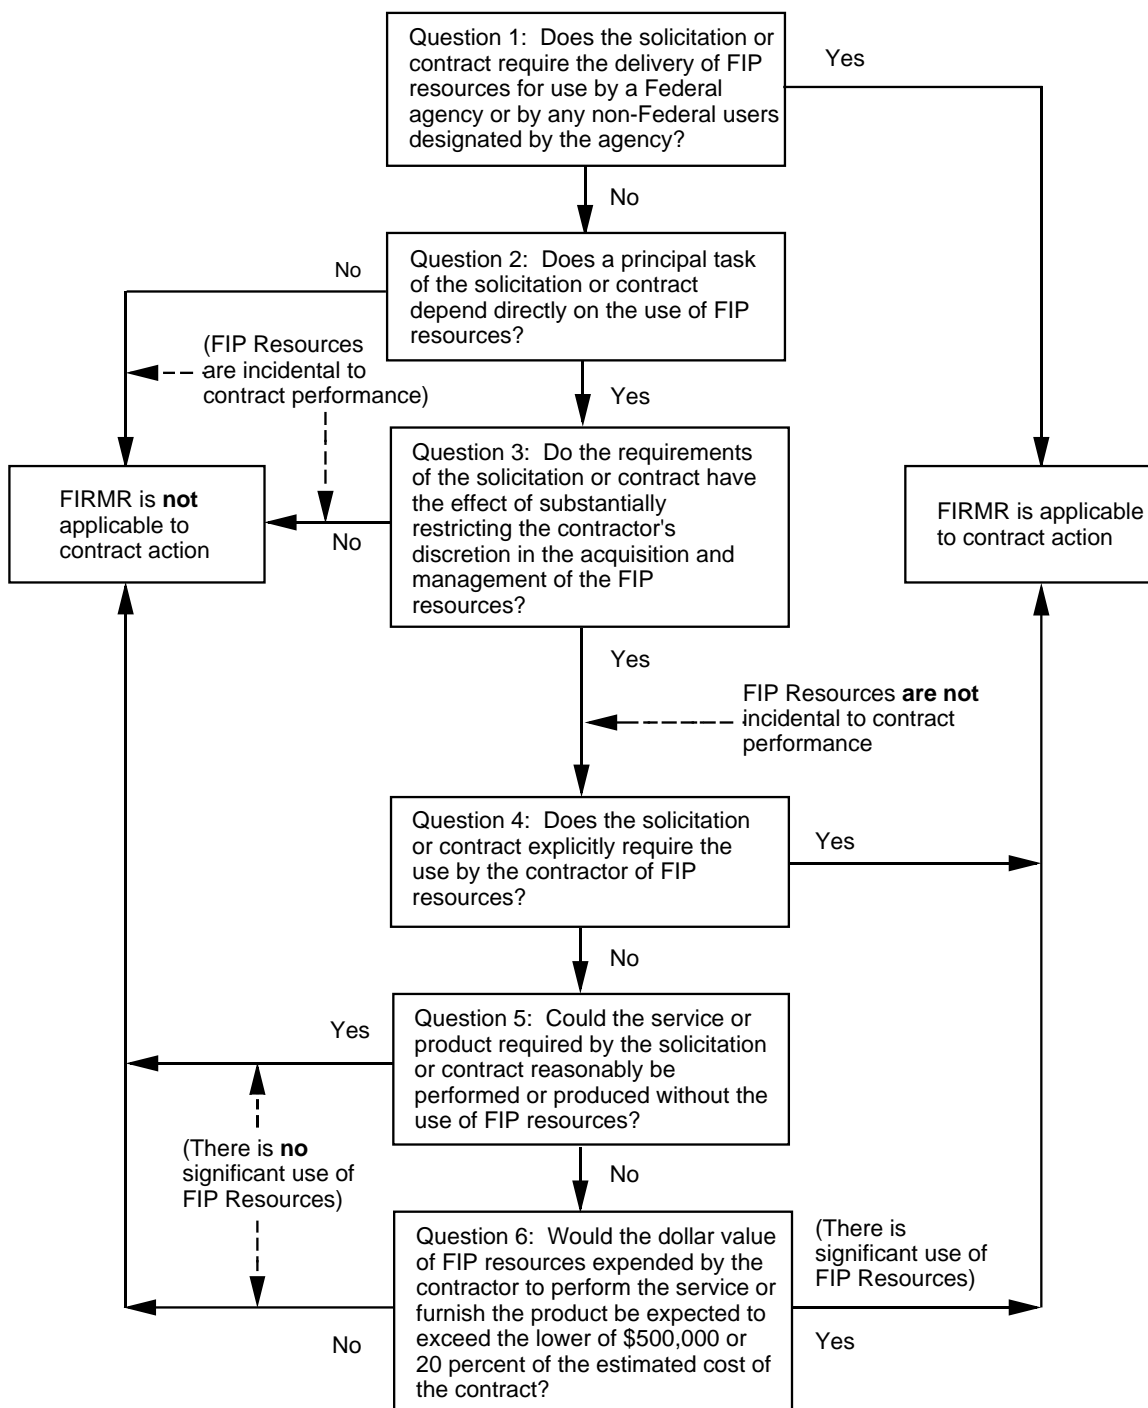 Question 1: Does the solicitation or
contract require the delivery of FIP
resources for use by a Federal
agency or by any non-Federal users
designated by the agency?
Yes
No
Question 2: Does a principal task
of the solicitation or contract
depend directly on the use of FIP
resources?
No
(FIP Resources
are incidental to
contract performance)
Yes
Question 3: Do the requirements
of the solicitation or contract have
the effect of substantially
restricting the contractor's
discretion in the acquisition and
management of the FIP
resources?
FIRMR is not
applicable to
contract action
No
FIRMR is applicable
to contract action
Yes
FIP Resources are not
incidental to contract
performance
Question 4: Does the solicitation
or contract explicitly require the
use by the contractor of FIP
resources?
Yes
No
Question 5: Could the service or
product required by the solicitation
or contract reasonably be
performed or produced without the
use of FIP resources?
Yes
(There is no
significant use of
FIP Resources)
No
Question 6: Would the dollar value
of FIP resources expended by the
contractor to perform the service or
furnish the product be expected to
exceed the lower of $500,000 or
20 percent of the estimated cost of
the contract?
(There is
significant use of
FIP Resources)
No
Yes